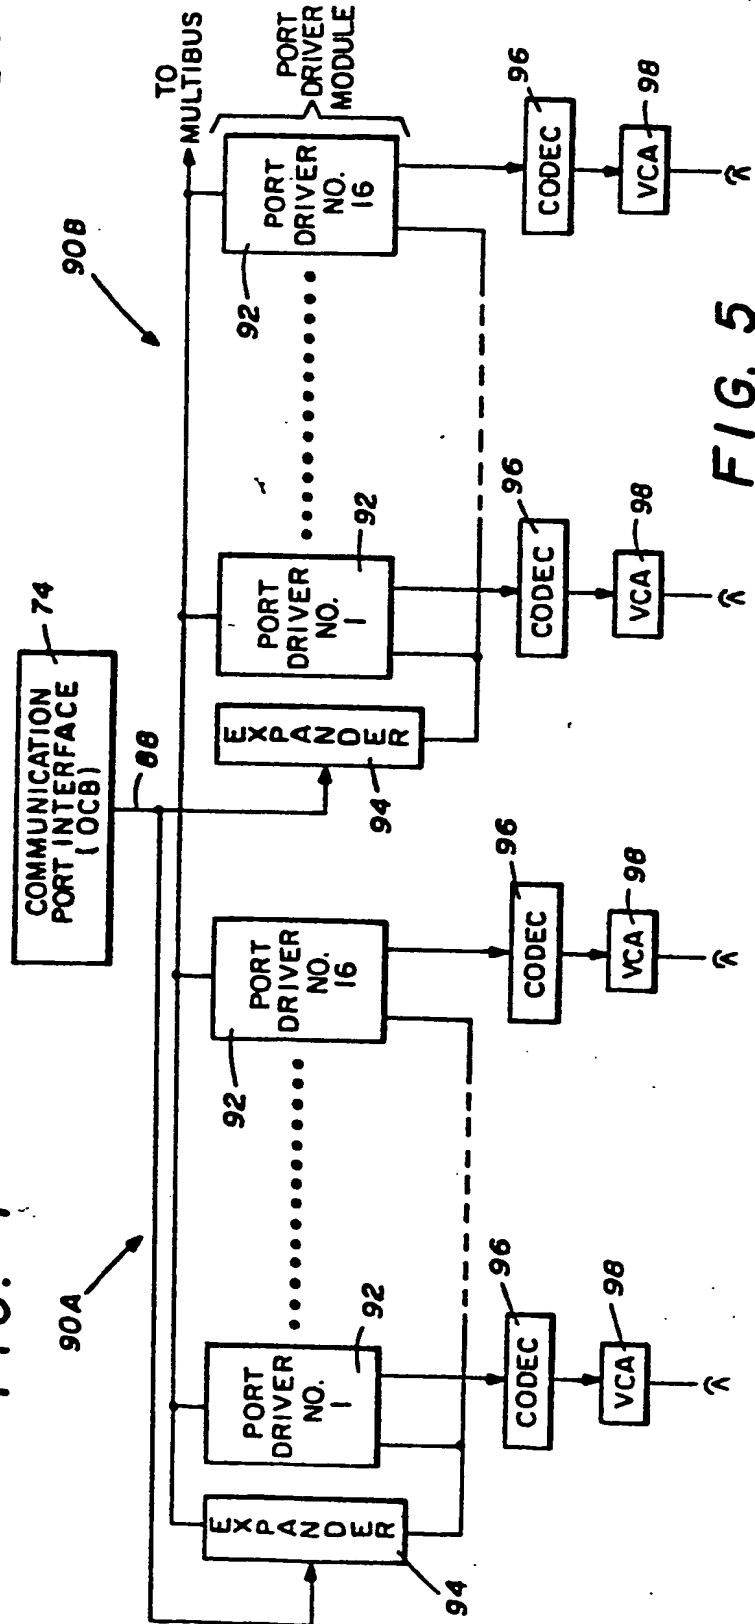 COMMUNICATION
PORT INTERFACE
(OCB)
74
88
90A
90B
TO
MULTIBUS
PORT
DRIVER
MODULE
EXPANDER
94
PORT
DRIVER
NO.
1
92
PORT
DRIVER
NO.
16
92
EXPANDER
94
PORT
DRIVER
NO.
1
92
PORT
DRIVER
NO.
16
92
CODEC
96
CODEC
96
CODEC
96
CODEC
96
VCA
98
VCA
98
VCA
98
VCA
98
FIG. 5